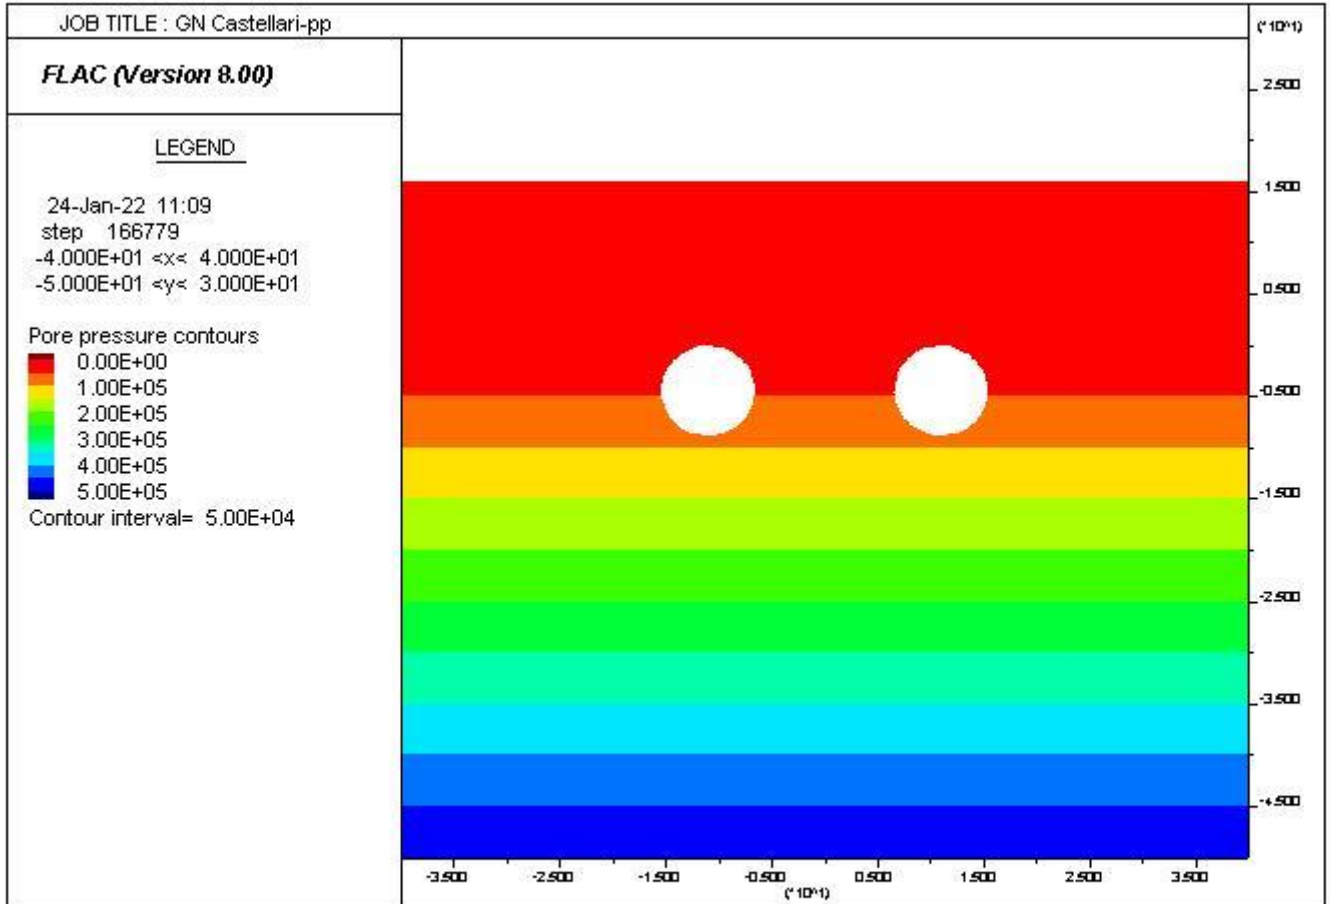 JOB TITLE : GN Castellari-pp
(*10^1)
FLAC (Version 8.00)
LEGEND
24-Jan-22 11:09
step 166779
-4.000E+01 <x< 4.000E+01
-5.000E+01 <y< 3.000E+01
Pore pressure contours
0.00E+00
1.00E+05
2.00E+05
3.00E+05
4.00E+05
5.00E+05
Contour interval= 5.00E+04
2.500
1.500
0.500
-0.500
-1.500
-2.500
-3.500
-4.500
-3.500 -2.500 -1.500 -0.500 0.500 1.500 2.500 3.500
(*10^1)